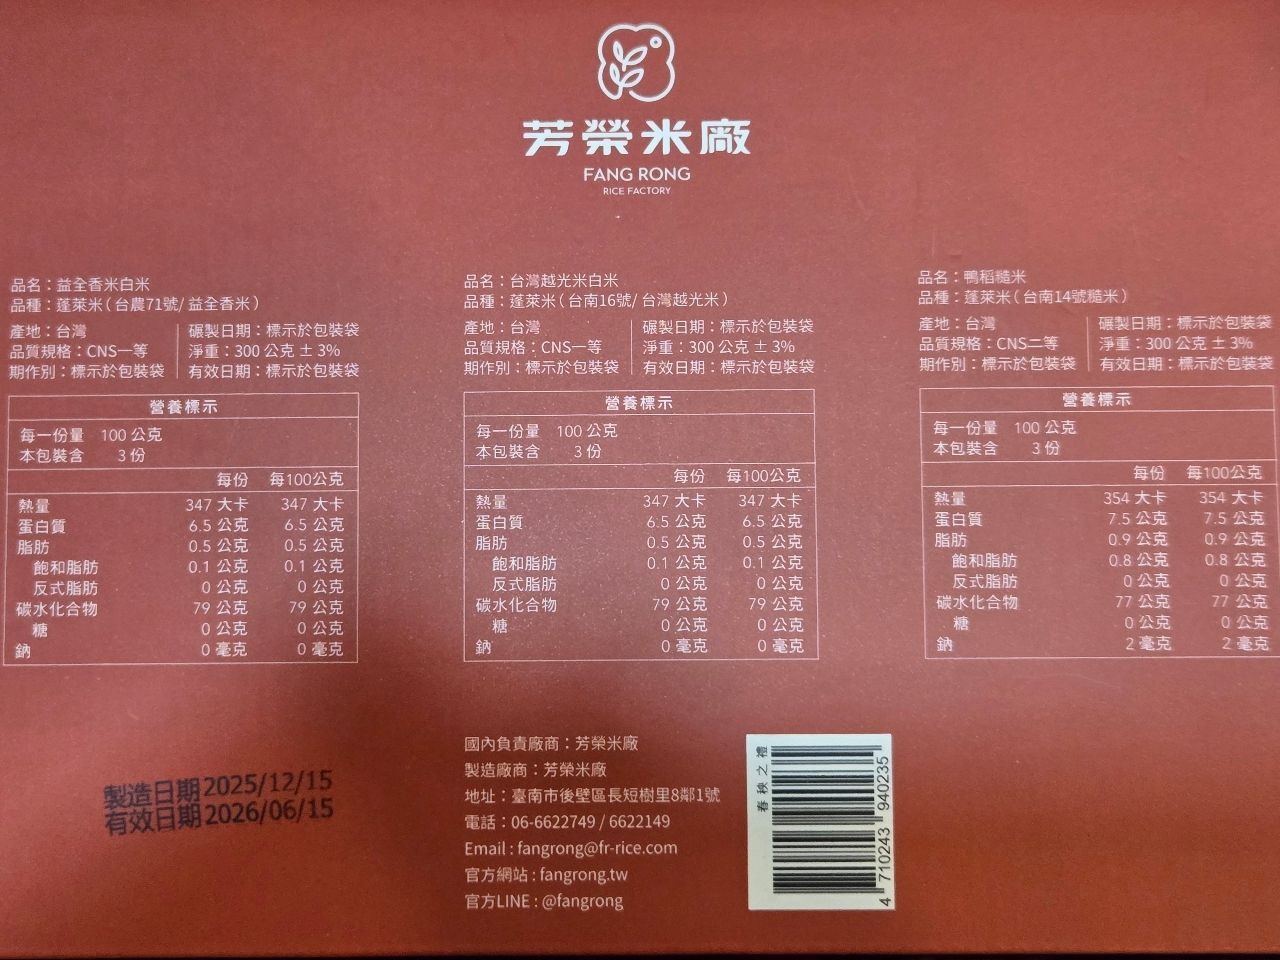 芳榮米廠
FANG RONG
RICE FACTORY
品名：益全香米白米
品種：蓬萊米（台農71號/ 益全香米）
產地：台灣
品質規格：CNS一等
期作別：標示於包裝袋
碾製日期：標示於包裝袋
淨重：300 公克 ± 3%
有效日期：標示於包裝袋
營養標示
每一份量 100 公克
本包裝含 3 份
每份 每100公克
熱量 347 大卡 347 大卡
蛋白質 6.5 公克 6.5 公克
脂肪 0.5 公克 0.5 公克
飽和脂肪 0.1 公克 0.1 公克
反式脂肪 0 公克 0 公克
碳水化合物 79 公克 79 公克
糖 0 公克 0 公克
鈉 0 毫克 0 毫克
品名：台灣越光米白米
品種：蓬萊米（台南16號/ 台灣越光米）
產地：台灣
品質規格：CNS一等
期作別：標示於包裝袋
碾製日期：標示於包裝袋
淨重：300 公克 ± 3%
有效日期：標示於包裝袋
營養標示
每一份量 100 公克
本包裝含 3 份
每份 每100公克
熱量 347 大卡 347 大卡
蛋白質 6.5 公克 6.5 公克
脂肪 0.5 公克 0.5 公克
飽和脂肪 0.1 公克 0.1 公克
反式脂肪 0 公克 0 公克
碳水化合物 79 公克 79 公克
糖 0 公克 0 公克
鈉 0 毫克 0 毫克
品名：鴨稻糙米
品種：蓬萊米（台南14號糙米）
產地：台灣
品質規格：CNS二等
期作別：標示於包裝袋
碾製日期：標示於包裝袋
淨重：300 公克 ± 3%
有效日期：標示於包裝袋
營養標示
每一份量 100 公克
本包裝含 3 份
每份 每100公克
熱量 354 大卡 354 大卡
蛋白質 7.5 公克 7.5 公克
脂肪 0.9 公克 0.9 公克
飽和脂肪 0.8 公克 0.8 公克
反式脂肪 0 公克 0 公克
碳水化合物 77 公克 77 公克
糖 0 公克 0 公克
鈉 2 毫克 2 毫克
製造日期 2025/12/15
有效日期 2026/06/15
國內負責廠商：芳榮米廠
製造廠商：芳榮米廠
地址：臺南市後壁區長短樹里8鄰1號
電話：06-6622749 / 6622149
Email : fangrong@fr-rice.com
官方網站 : fangrong.tw
官方LINE : @fangrong
春秧之禮
4 710243 940235